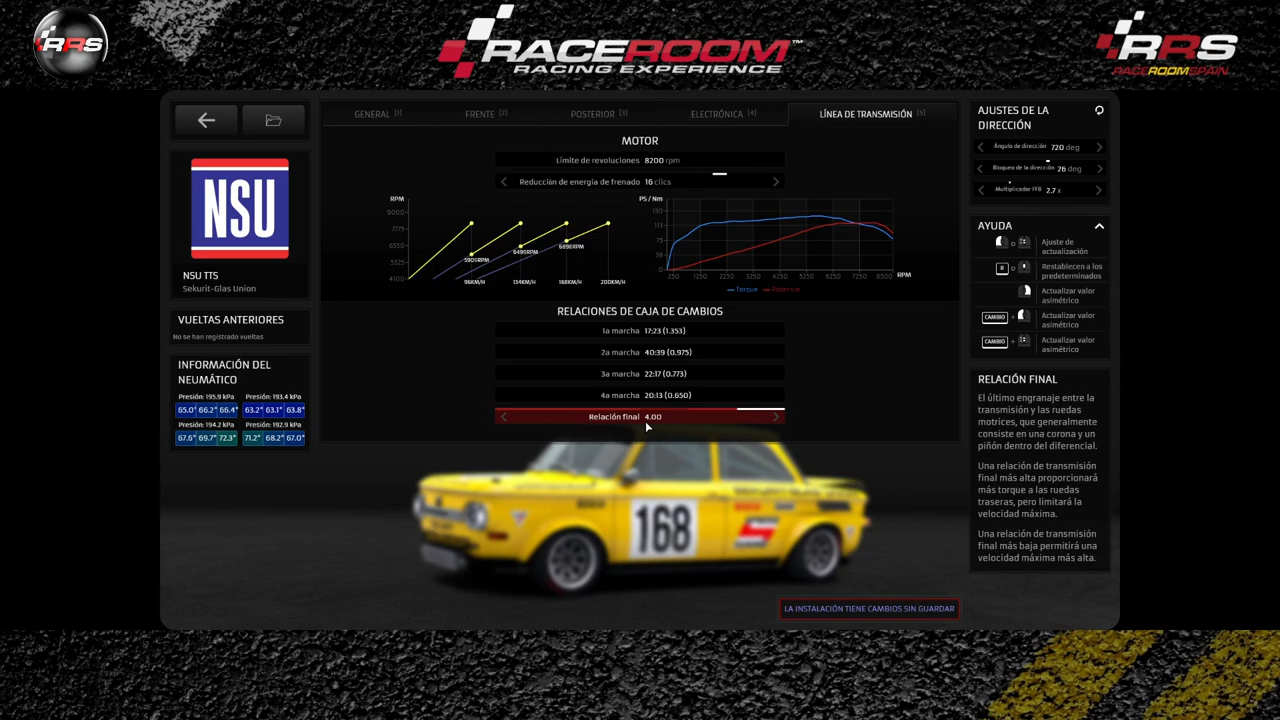 RRS
RACEROOM™
RACING EXPERIENCE
RRS
RACEROOMSPAIN
GENERAL [1]
FRENTE [2]
POSTERIOR [3]
ELECTRÓNICA [4]
LÍNEA DE TRANSMISIÓN [5]
NSU
NSU TTS
Sekurit-Glas Union
VUELTAS ANTERIORES
No se han registrado vueltas
INFORMACIÓN DEL
NEUMÁTICO
Presión: 195.9 kPa Presión: 193.4 kPa
65.0° 66.2° 66.4° 63.2° 63.1° 63.8°
Presión: 194.2 kPa Presión: 192.9 kPa
67.6° 69.7° 72.3° 71.2° 68.2° 67.0°
MOTOR
Límite de revoluciones 8200 rpm
Reducción de energía de frenado 16 clics
RPM
9000
7775
6550
5325
4100
5905RPM
6495RPM
6898RPM
96KM/H 134KM/H 168KM/H 200KM/H
PS / Nm
150
113
75
38
0
250 1250 2250 3250 4250 5250 6250 7250 8500 RPM
Torque Potencia
RELACIONES DE CAJA DE CAMBIOS
1a marcha 17:23 (1.353)
2a marcha 40:39 (0.975)
3a marcha 22:17 (0.773)
4a marcha 20:13 (0.650)
Relación final 4.00
168
LA INSTALACIÓN TIENE CAMBIOS SIN GUARDAR
AJUSTES DE LA
DIRECCIÓN
Ángulo de dirección 720 deg
Bloqueo de la dirección 26 deg
Multiplicador FFB 2.7 x
AYUDA
o Ajuste de
actualización
R o Restablecen a los
predeterminados
Actualizar valor
asimétrico
CAMBIO + Actualizar valor
asimétrico
CAMBIO + Actualizar valor
asimétrico
RELACIÓN FINAL
El último engranaje entre la
transmisión y las ruedas
motrices, que generalmente
consiste en una corona y un
piñón dentro del diferencial.
Una relación de transmisión
final más alta proporcionará
más torque a las ruedas
traseras, pero limitará la
velocidad máxima.
Una relación de transmisión
final más baja permitirá una
velocidad máxima más alta.